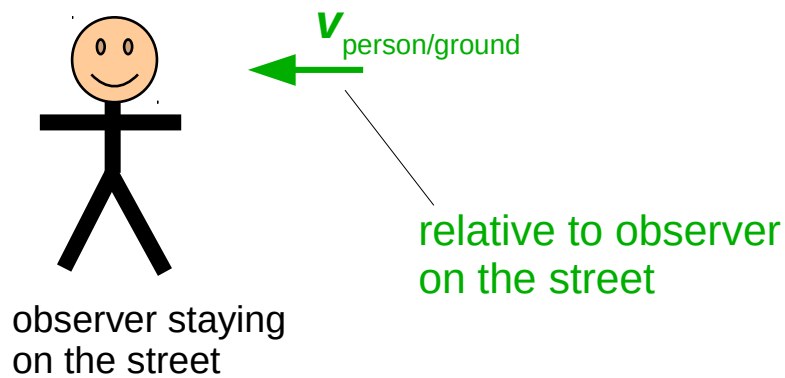 v person/ground
relative to observer
on the street
observer staying
on the street